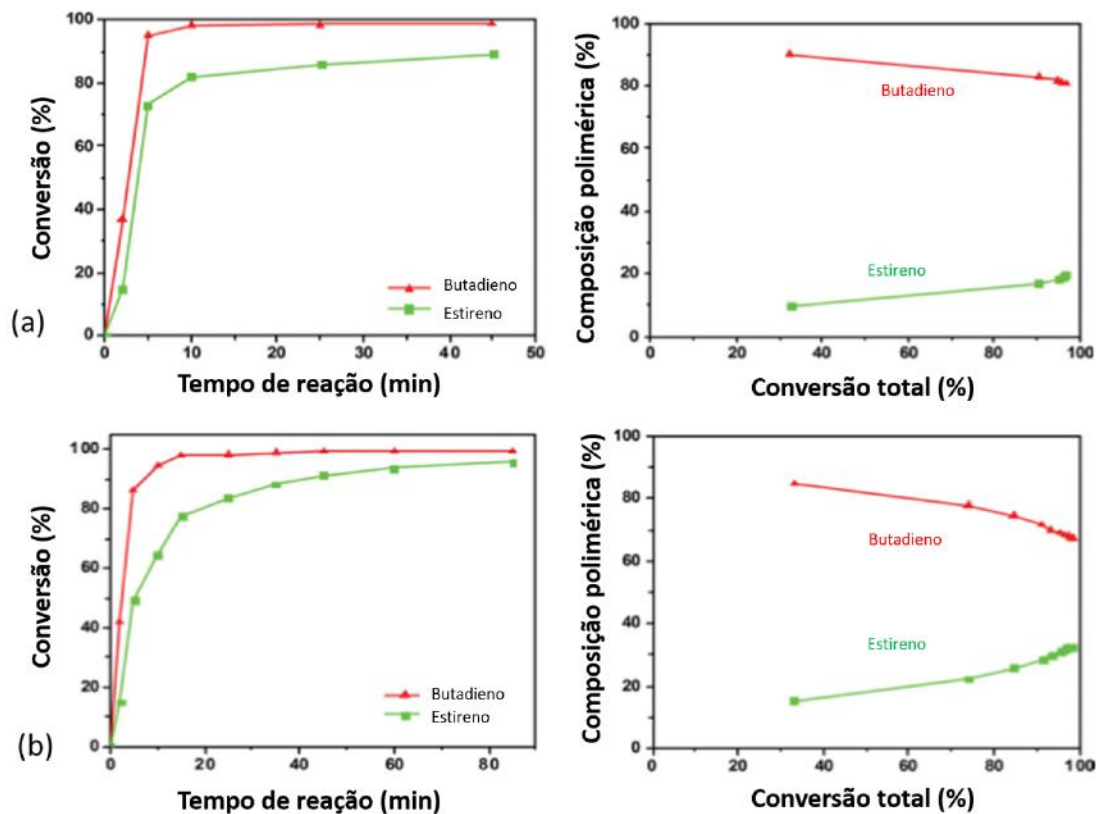 (a)
Conversão (%)
100
80
60
40
20
0
Butadieno
Estireno
0 10 20 30 40 50
Tempo de reação (min)
Composição polimérica (%)
100
80
60
40
20
0
Butadieno
Estireno
0 20 40 60 80 100
Conversão total (%)
(b)
Conversão (%)
100
80
60
40
20
0
Butadieno
Estireno
0 20 40 60 80
Tempo de reação (min)
Composição polimérica (%)
100
80
60
40
20
0
Butadieno
Estireno
0 20 40 60 80 100
Conversão total (%)